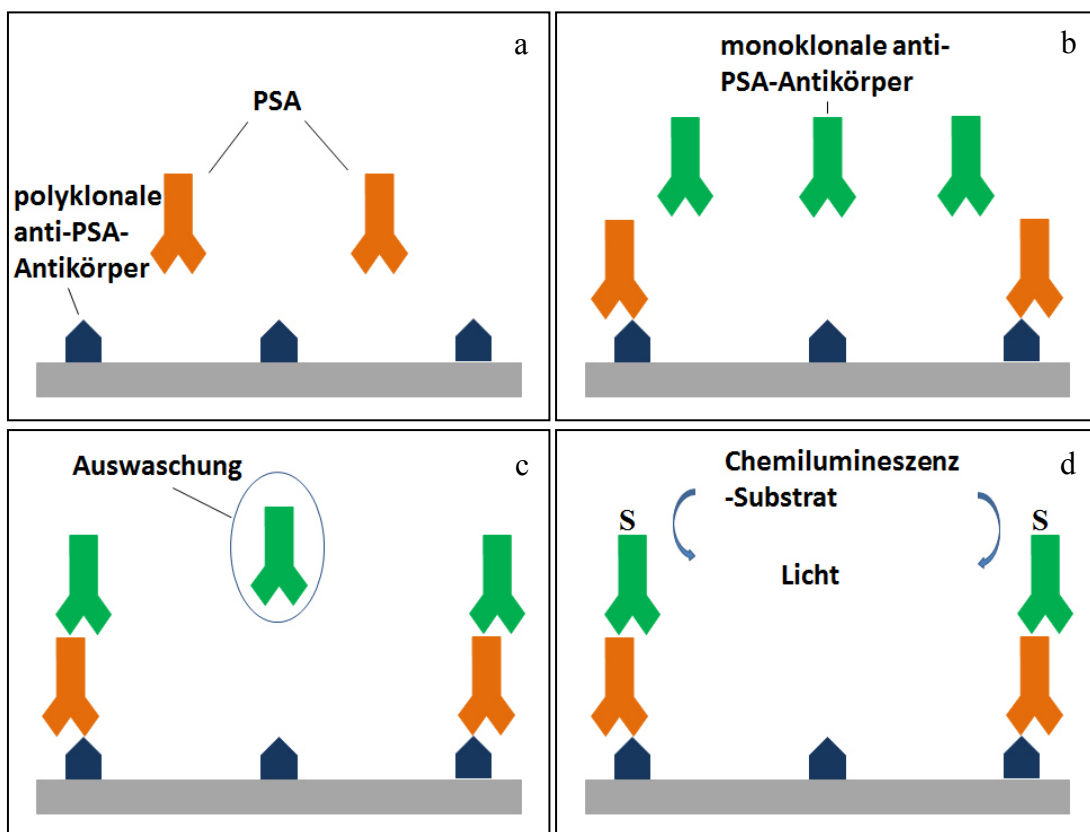 a
PSA
polyklonale
anti-PSA-
Antikörper
b
monoklonale anti-
PSA-Antikörper
c
Auswaschung
d
Chemilumineszenz
-Substrat
S
S
Licht